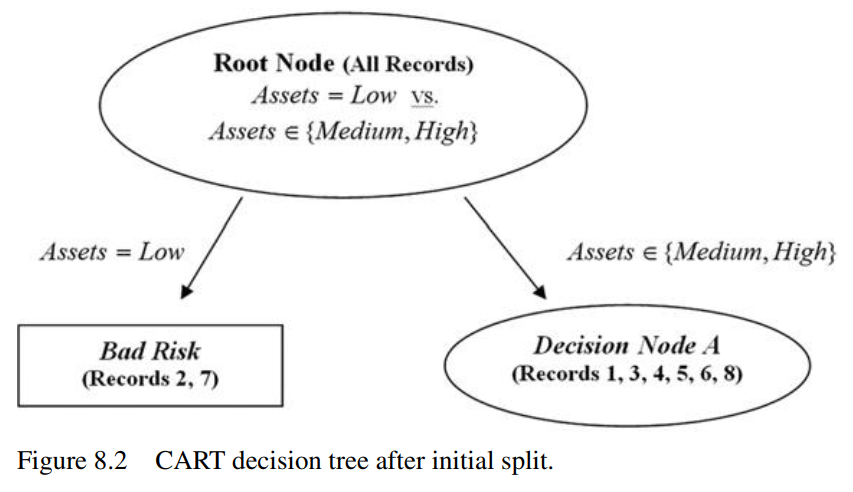 Root Node (All Records)
Assets = Low vs.
Assets ∈ {Medium, High}
Assets = Low
Assets ∈ {Medium, High}
Bad Risk
(Records 2, 7)
Decision Node A
(Records 1, 3, 4, 5, 6, 8)
Figure 8.2 CART decision tree after initial split.